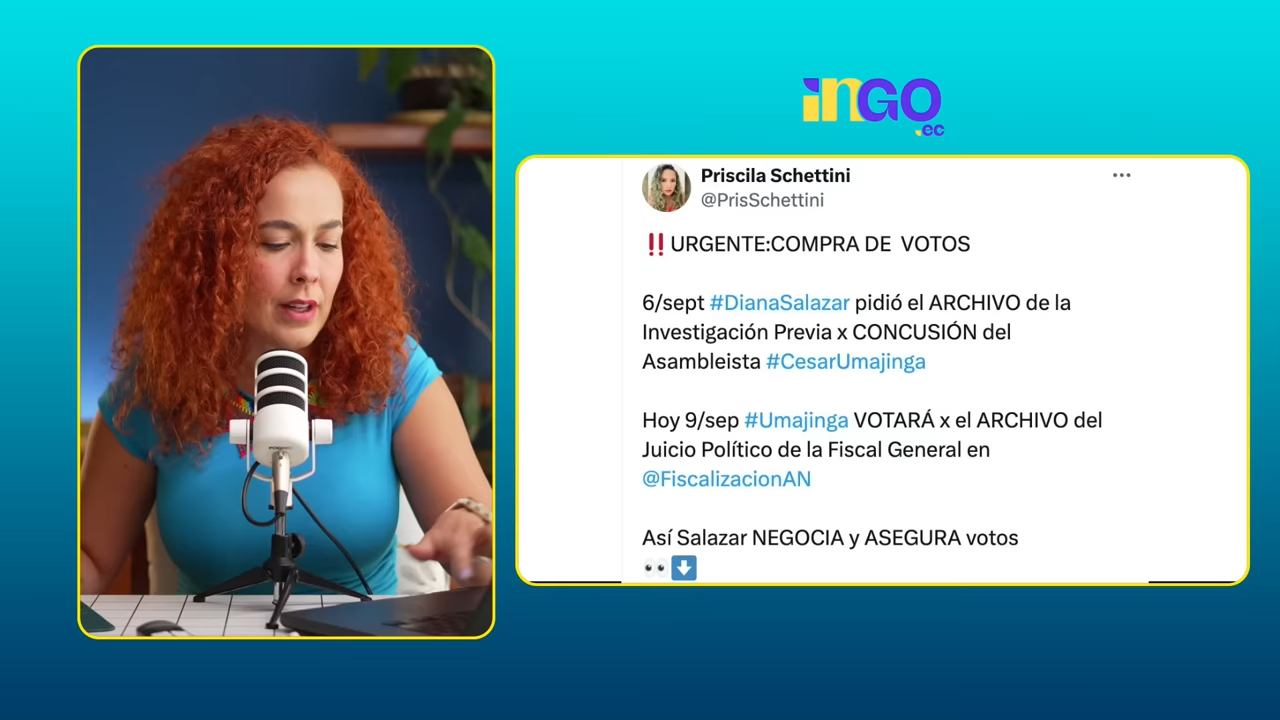 inGO
.ec
Priscila Schettini
@PrisSchettini
‼️URGENTE:COMPRA DE VOTOS
6/sept #DianaSalazar pidió el ARCHIVO de la
Investigación Previa x CONCUSIÓN del
Asambleista #CesarUmajinga
Hoy 9/sep #Umajinga VOTARÁ x el ARCHIVO del
Juicio Político de la Fiscal General en
@FiscalizacionAN
Así Salazar NEGOCIA y ASEGURA votos
👀⬇️